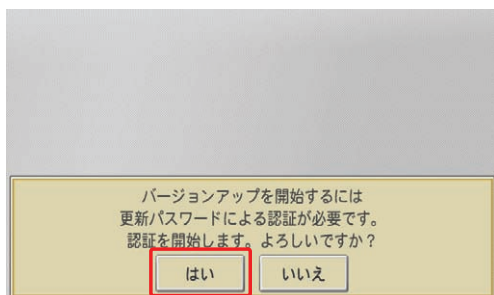 バージョンアップを開始するには
更新パスワードによる認証が必要です。
認証を開始します。よろしいですか？
はい
いいえ